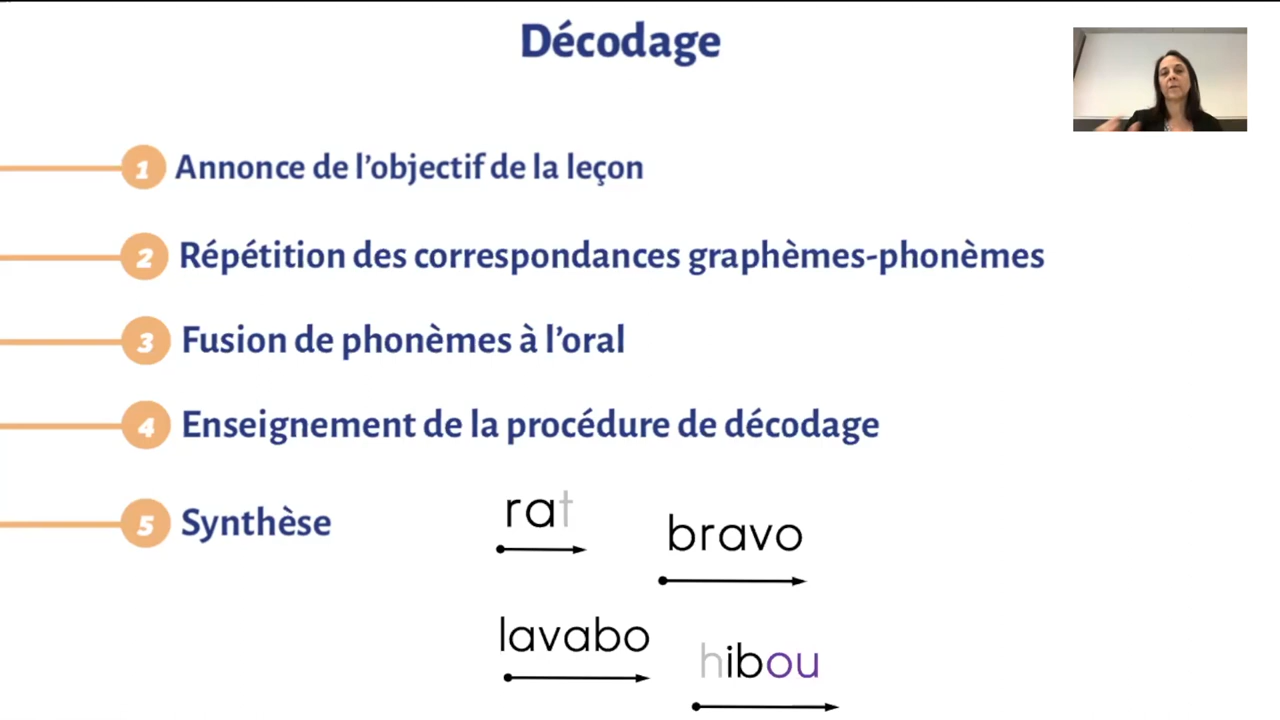 Décodage
1 Annonce de l'objectif de la leçon
2 Répétition des correspondances graphèmes-phonèmes
3 Fusion de phonèmes à l'oral
4 Enseignement de la procédure de décodage
5 Synthèse
rat
bravo
lavabo
hibou